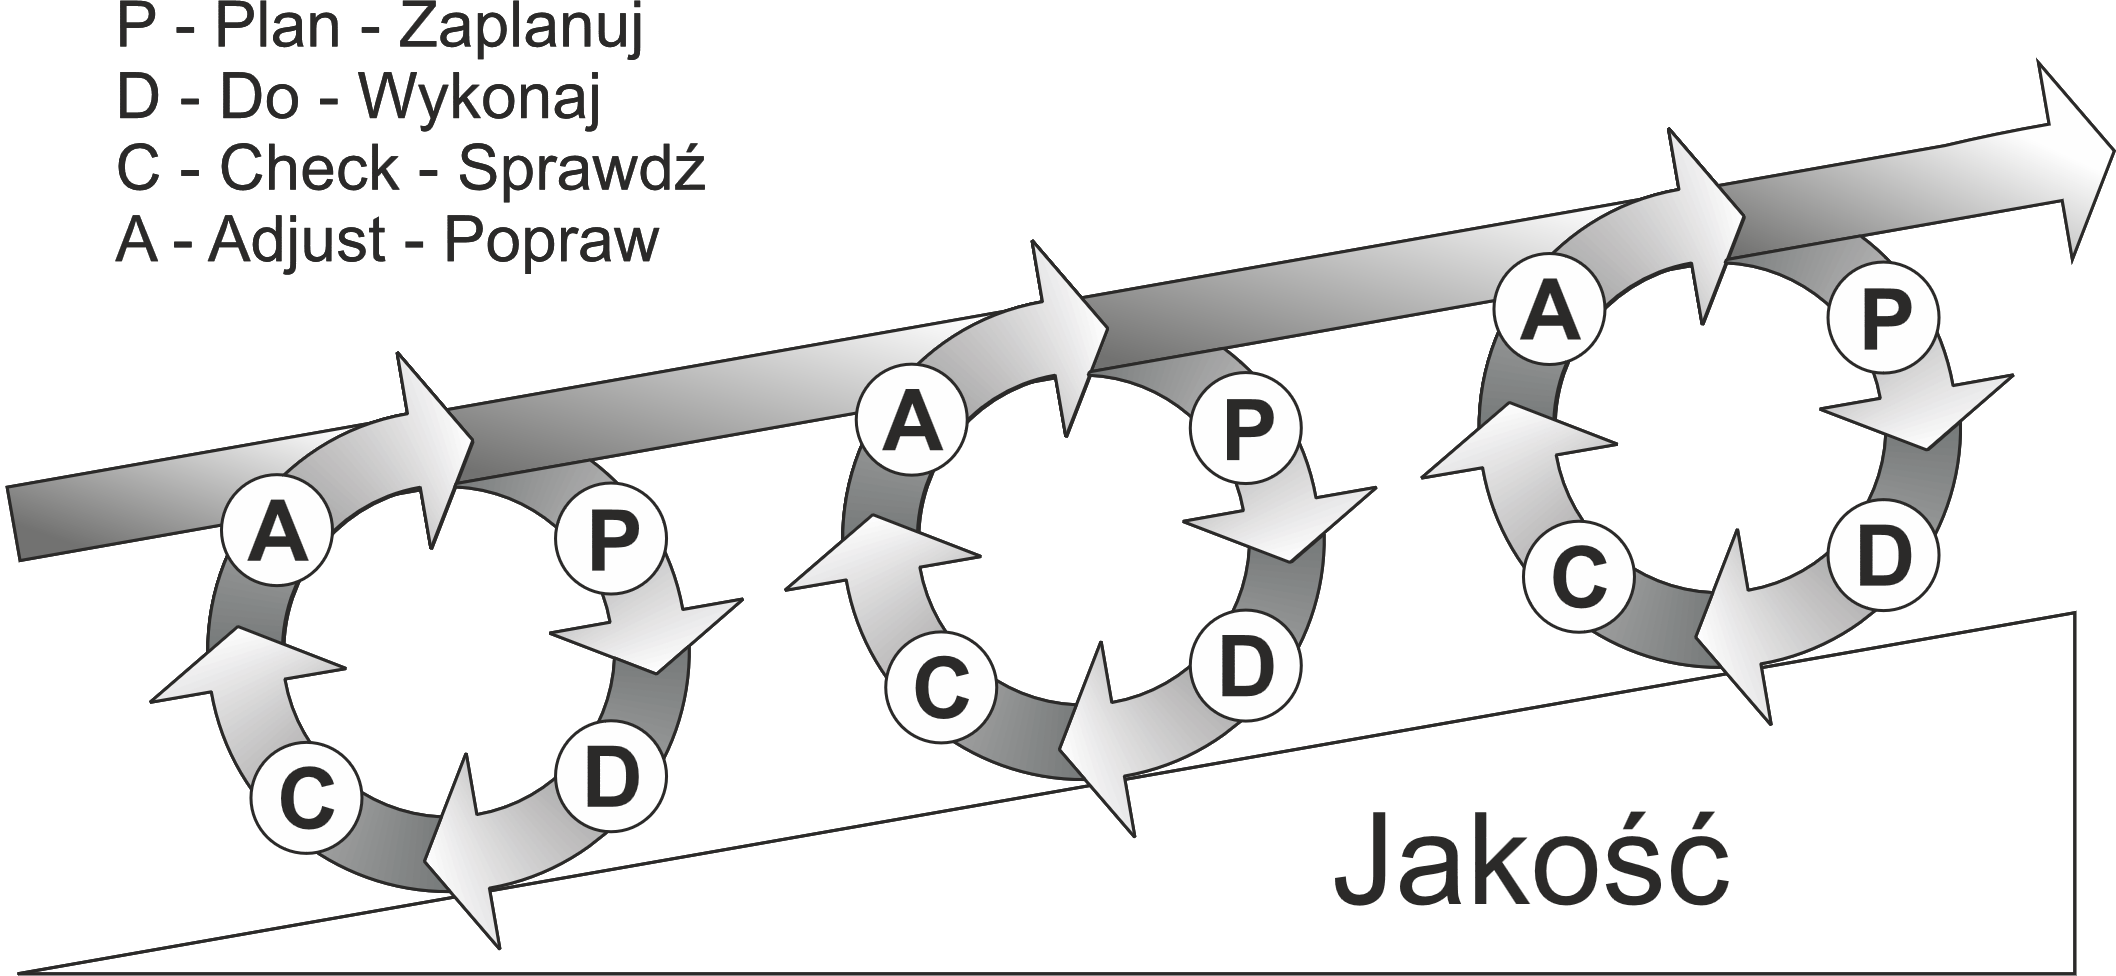 P - Plan - Zaplanuj
D - Do - Wykonaj
C - Check - Sprawdź
A - Adjust - Popraw
A
P
D
C
A
P
D
C
A
P
D
C
Jakość